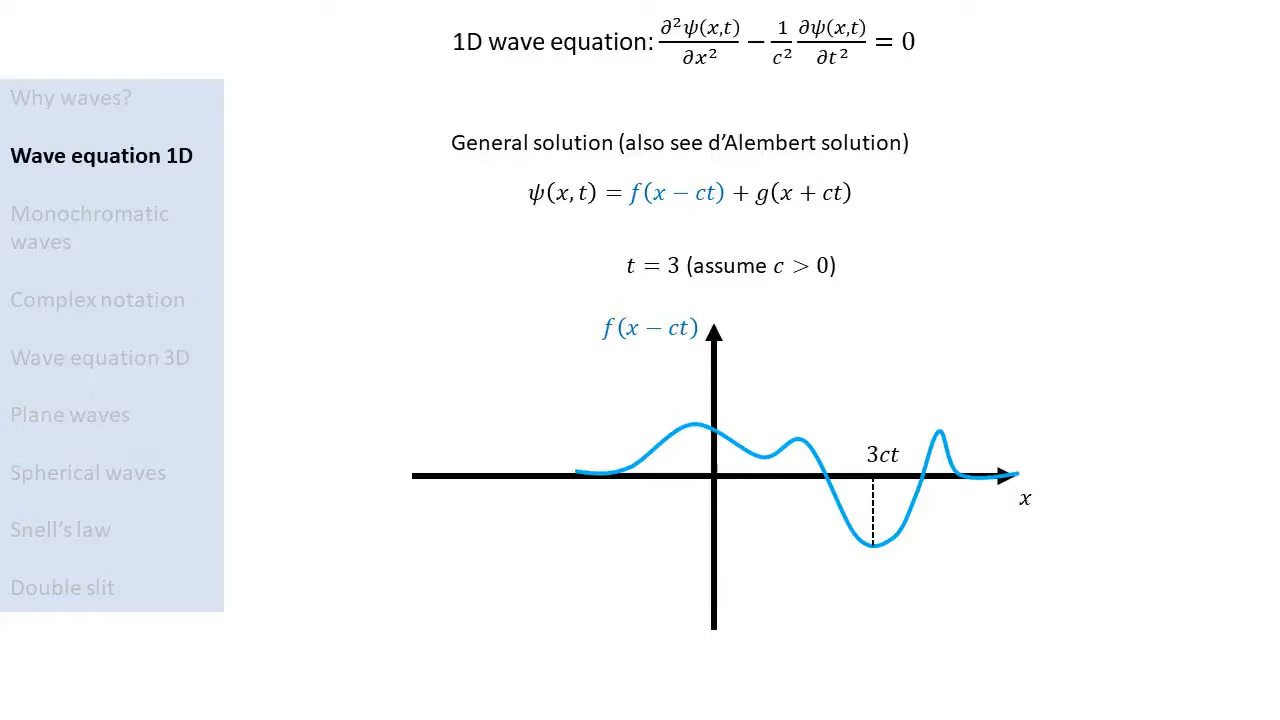 1D wave equation: ∂²ψ(x,t)/∂x² − 1/c² ∂ψ(x,t)/∂t² = 0
Why waves?
Wave equation 1D
Monochromatic
waves
Complex notation
Wave equation 3D
Plane waves
Spherical waves
Snell's law
Double slit
General solution (also see d'Alembert solution)
ψ(x, t) = f(x − ct) + g(x + ct)
t = 3 (assume c > 0)
f(x − ct)
3ct
x